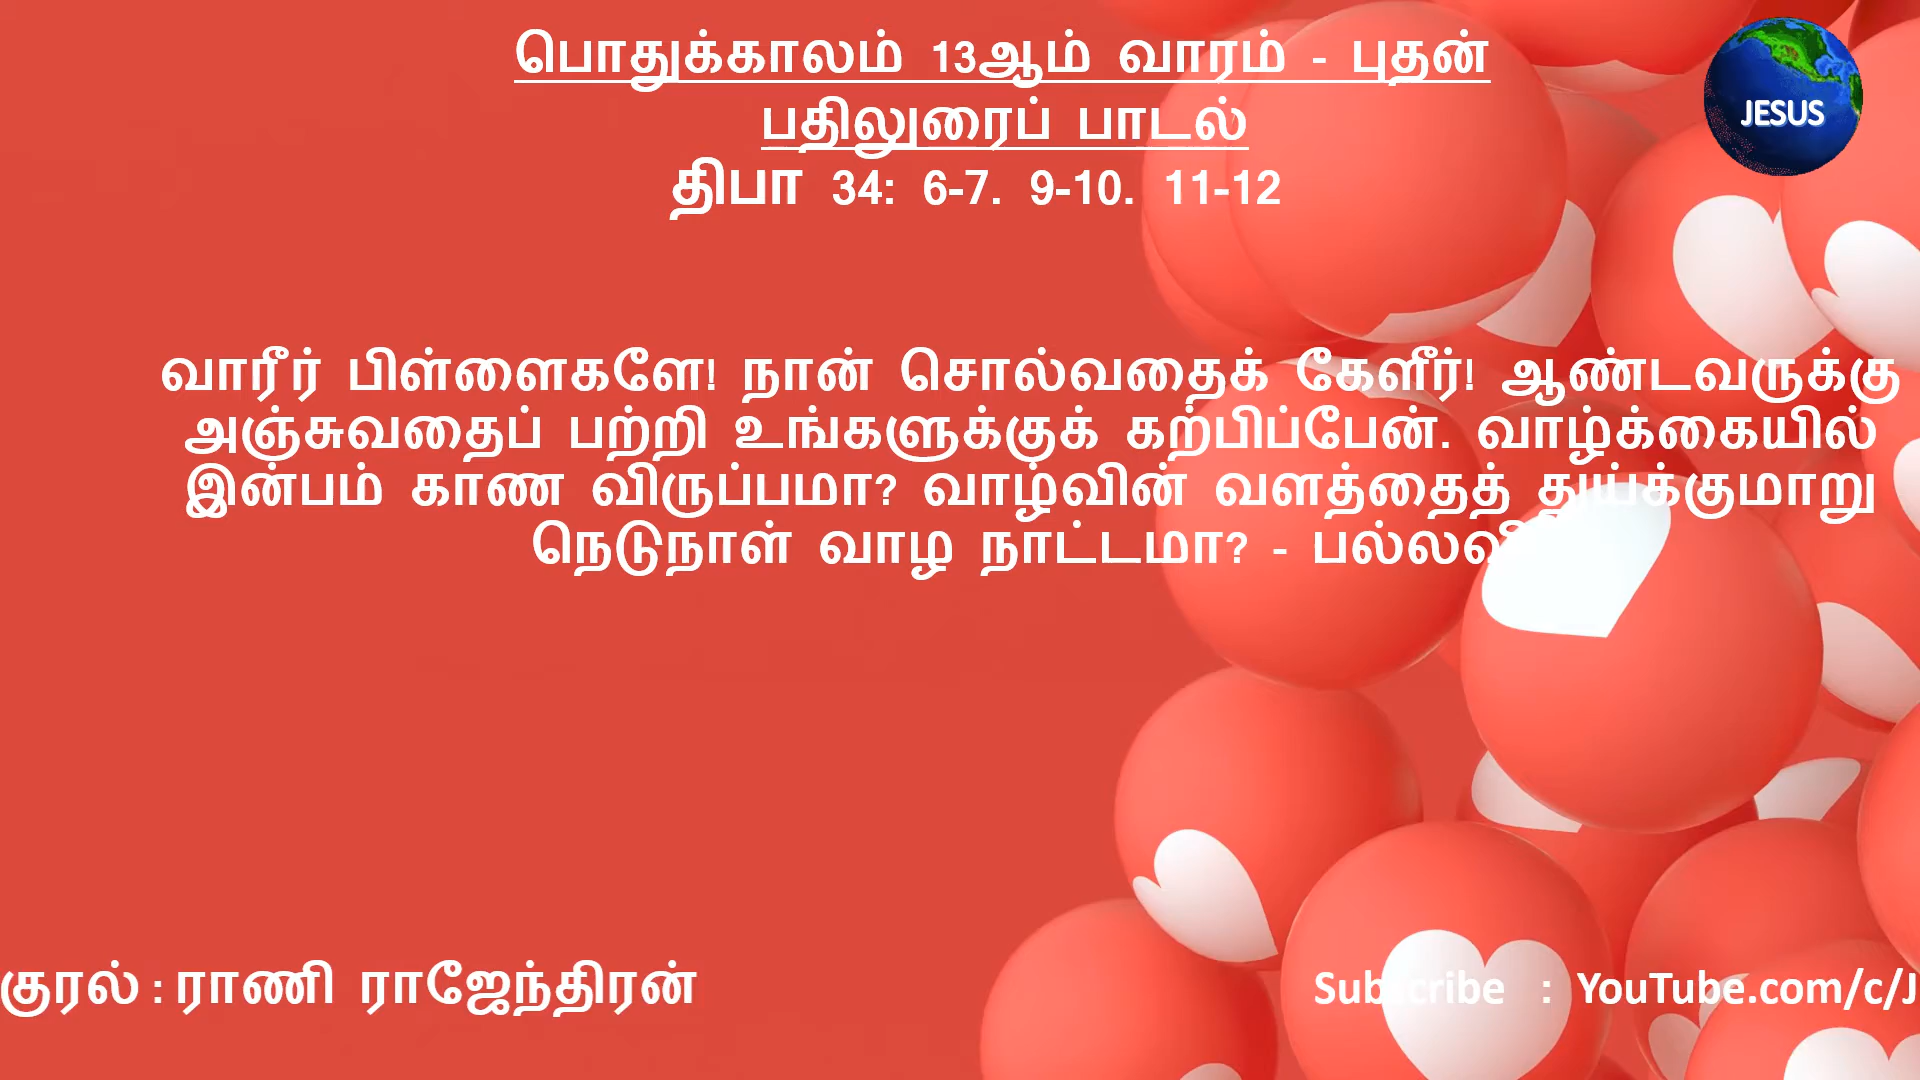 பொதுக்காலம் 13ஆம் வாரம் - புதன்
பதிலுரைப் பாடல்
திபா 34: 6-7. 9-10. 11-12
JESUS
வாரீர் பிள்ளைகளே! நான் சொல்வதைக் கேளீர்! ஆண்டவருக்கு
அஞ்சுவதைப் பற்றி உங்களுக்குக் கற்பிப்பேன். வாழ்க்கையில்
இன்பம் காண விருப்பமா? வாழ்வின் வளத்தைத் துய்க்குமாறு
நெடுநாள் வாழ நாட்டமா? - பல்லவி
குரல் : ராணி ராஜேந்திரன்
Subscribe : YouTube.com/c/J